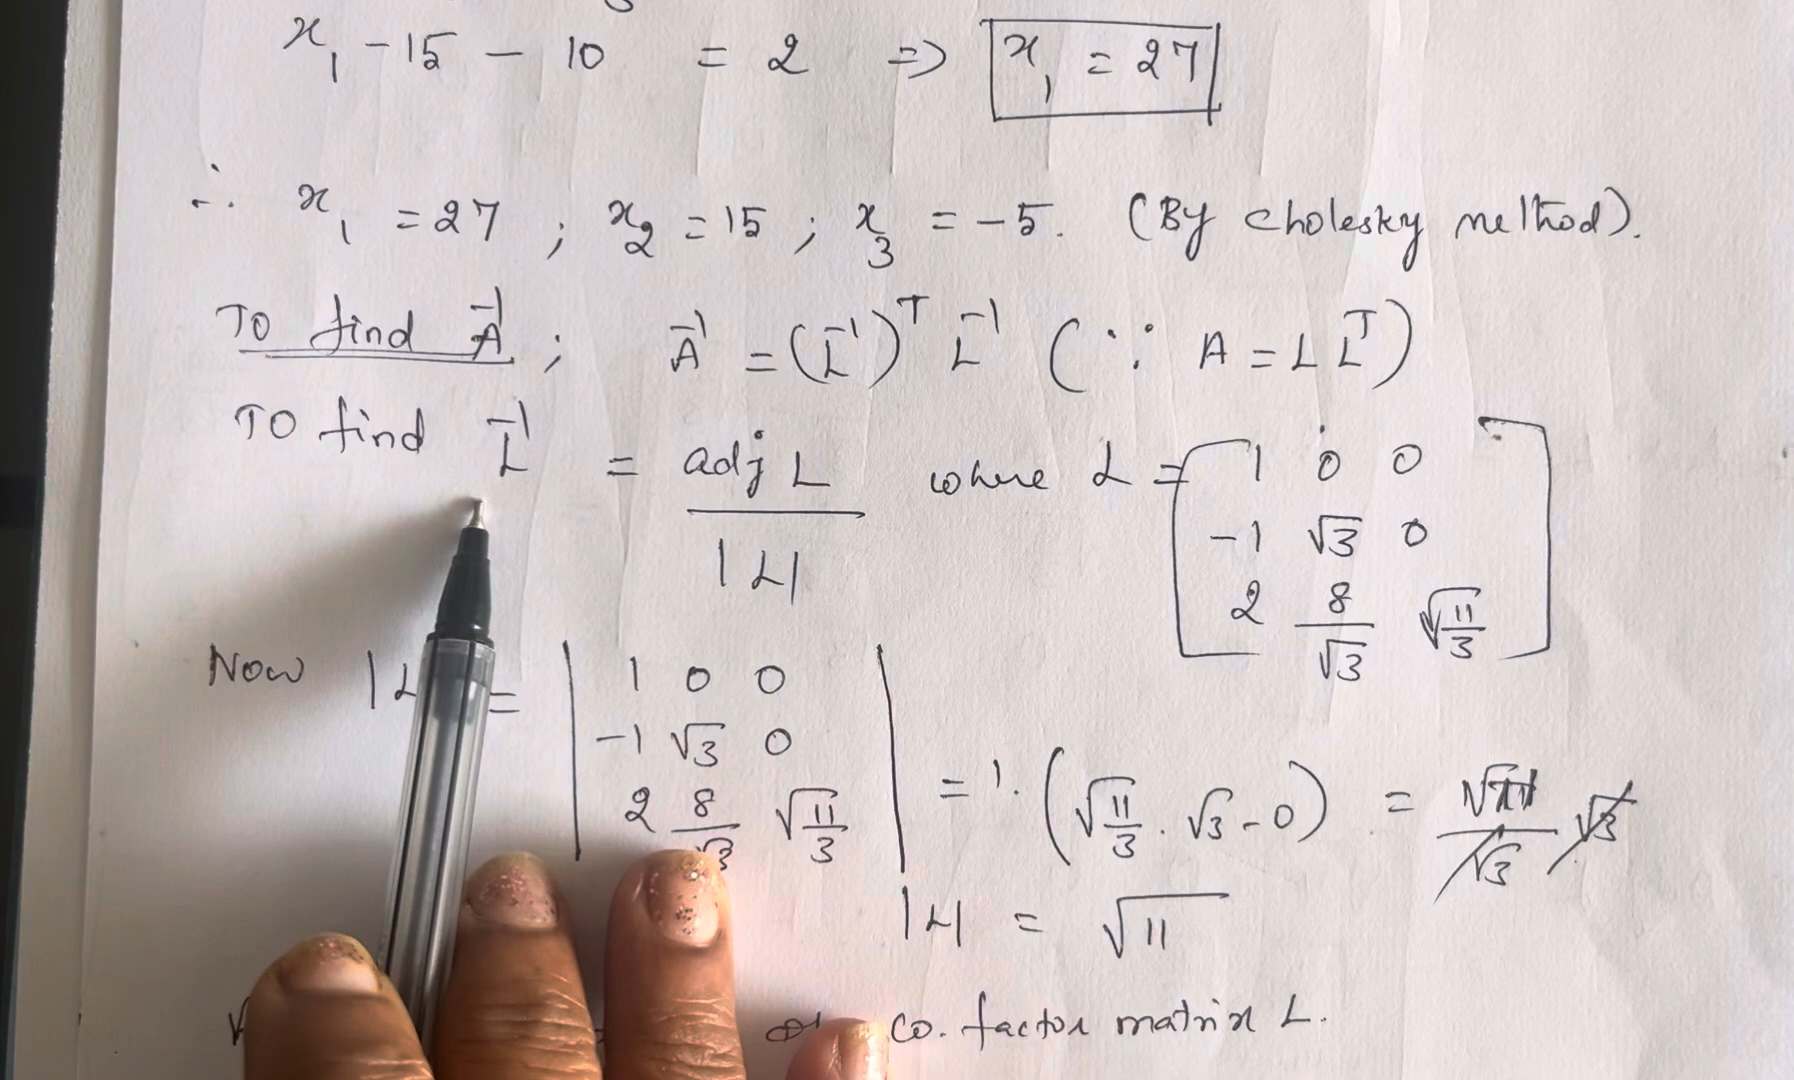 x₁ - 15 - 10 = 2 => x₁ = 27
∴ x₁ = 27 ; x₂ = 15 ; x₃ = -5. (By cholesky method).
To find A⁻¹ ; A⁻¹ = (L⁻¹)ᵀ L⁻¹ (∵ A = L Lᵀ)
To find L⁻¹ = adj L / |L| where L = [ 1 0 0
-1 √3 0
2 8/√3 √(11/3) ]
Now |L| = | 1 0 0
-1 √3 0
2 8/√3 √(11/3) | = 1. (√(11/3) . √3 - 0) = √11/√3 √3
|L| = √11
co.factor matrix L.